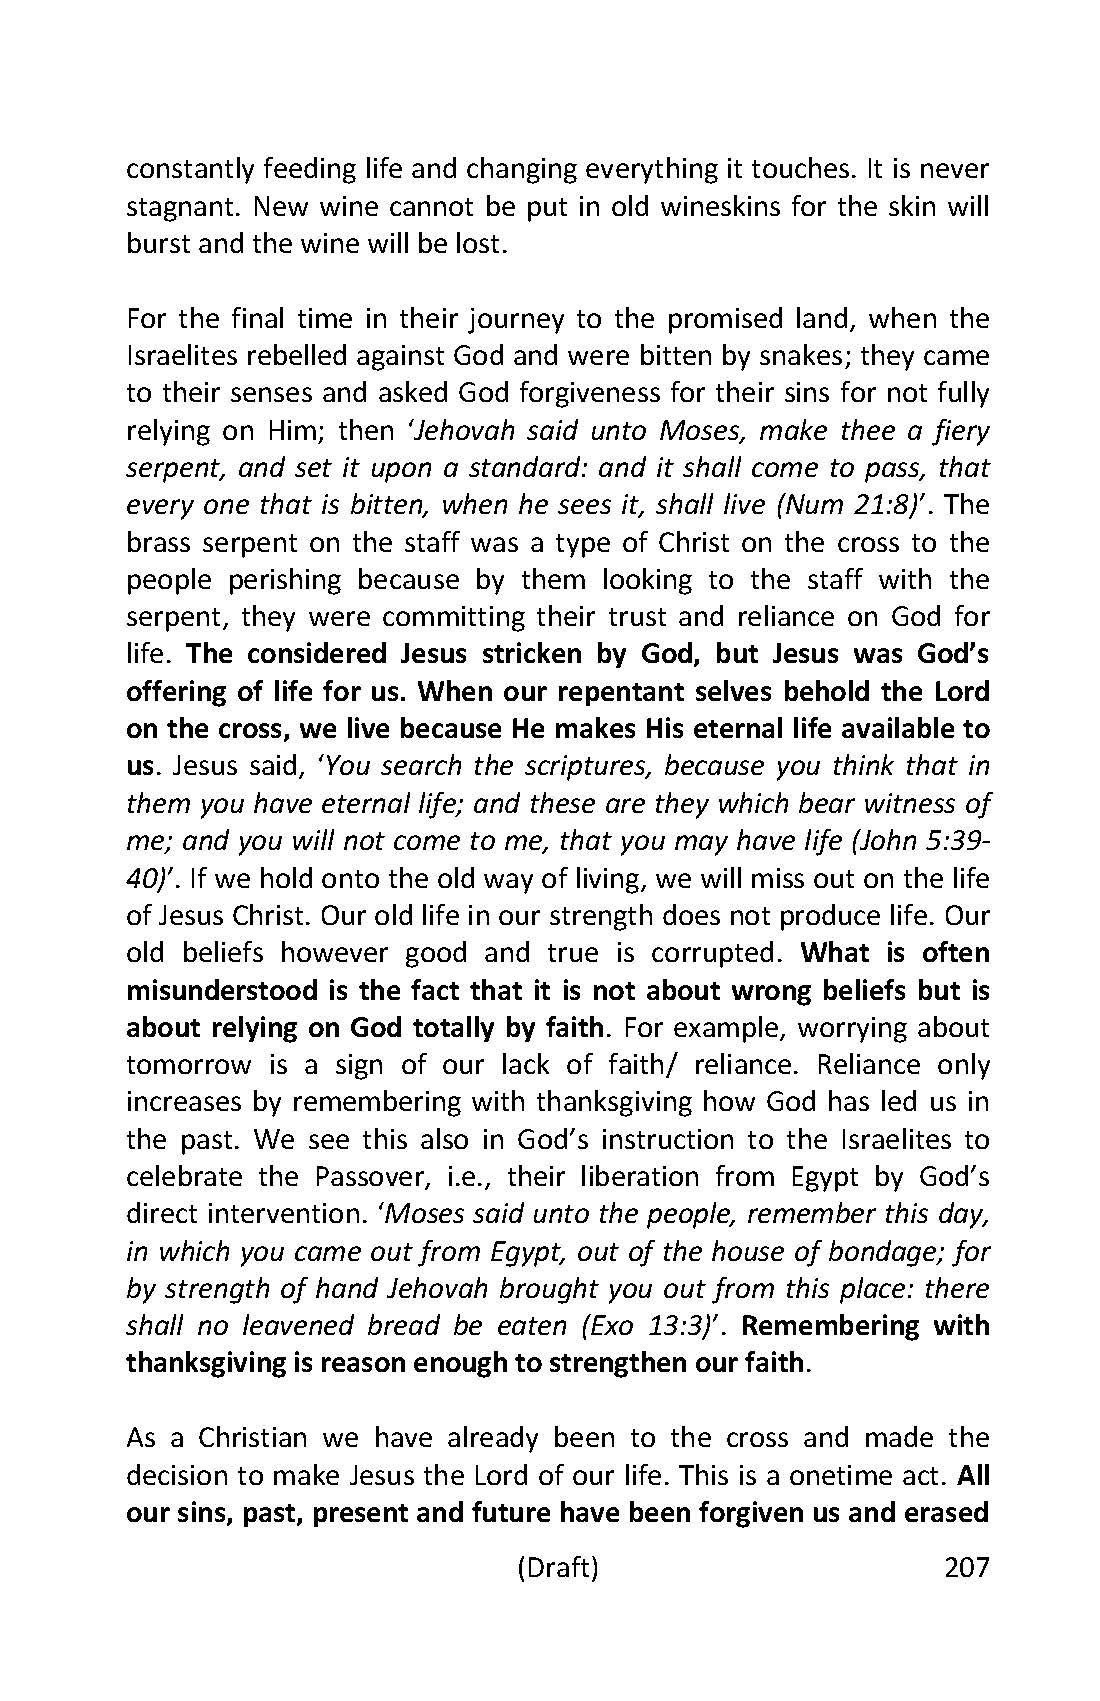 constantly feeding life and changing everything it touches. It is never
stagnant. New wine cannot be put in old wineskins for the skin will
burst and the wine will be lost.
For the final time in their journey to the promised land, when the
Israelites rebelled against God and were bitten by snakes; they came
to their senses and asked God forgiveness for their sins for not fully
relying on Him; then ‘Jehovah said unto Moses, make thee a fiery
serpent, and set it upon a standard: and it shall come to pass, that
every one that is bitten, when he sees it, shall live (Num 21:8)’. The
brass serpent on the staff was a type of Christ on the cross to the
people perishing because by them looking to the staff with the
serpent, they were committing their trust and reliance on God for
life. The considered Jesus stricken by God, but Jesus was God’s
offering of life for us. When our repentant selves behold the Lord
on the cross, we live because He makes His eternal life available to
us. Jesus said, ‘You search the scriptures, because you think that in
them you have eternal life; and these are they which bear witness of
me; and you will not come to me, that you may have life (John 5:39-
40)’. If we hold onto the old way of living, we will miss out on the life
of Jesus Christ. Our old life in our strength does not produce life. Our
old beliefs however good and true is corrupted. What is often
misunderstood is the fact that it is not about wrong beliefs but is
about relying on God totally by faith. For example, worrying about
tomorrow is a sign of our lack of faith/ reliance. Reliance only
increases by remembering with thanksgiving how God has led us in
the past. We see this also in God’s instruction to the Israelites to
celebrate the Passover, i.e., their liberation from Egypt by God’s
direct intervention. ‘Moses said unto the people, remember this day,
in which you came out from Egypt, out of the house of bondage; for
by strength of hand Jehovah brought you out from this place: there
shall no leavened bread be eaten (Exo 13:3)’. Remembering with
thanksgiving is reason enough to strengthen our faith.
As a Christian we have already been to the cross and made the
decision to make Jesus the Lord of our life. This is a onetime act. All
our sins, past, present and future have been forgiven us and erased
(Draft) 207